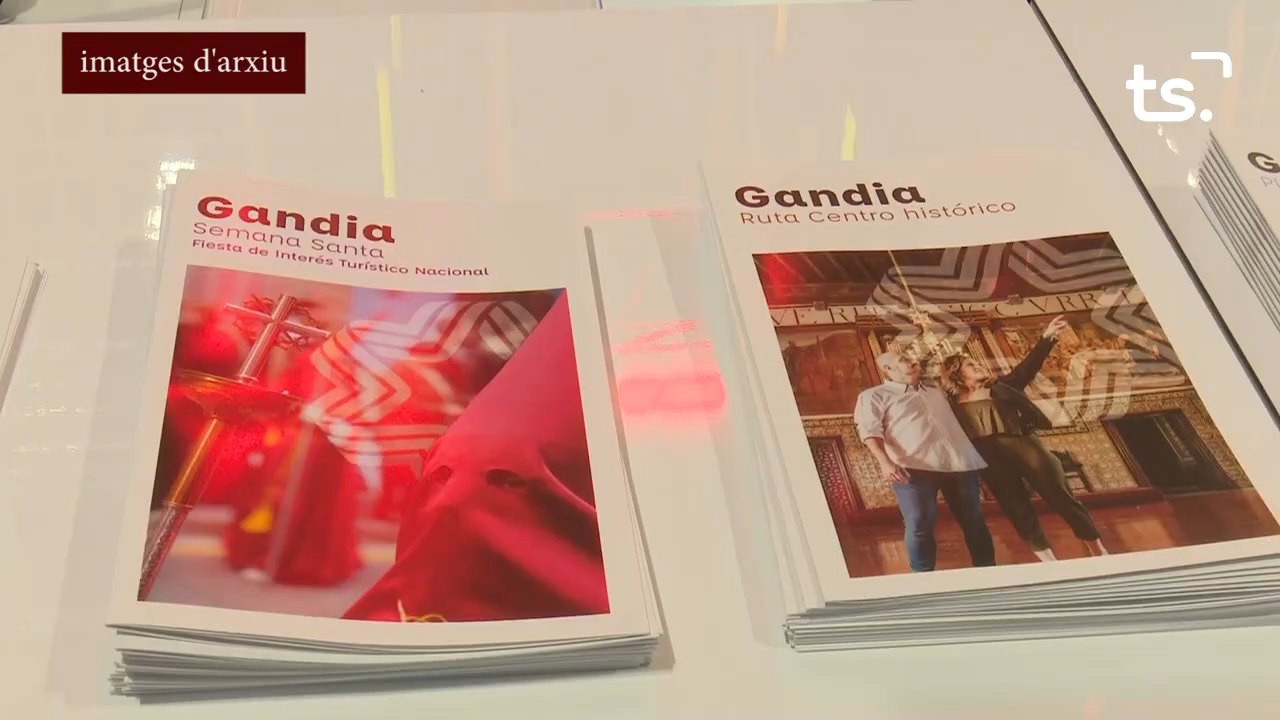 imatges d'arxiu
ts.
Gandia
Semana Santa
Fiesta de Interés Turístico Nacional
Gandia
Ruta Centro histórico